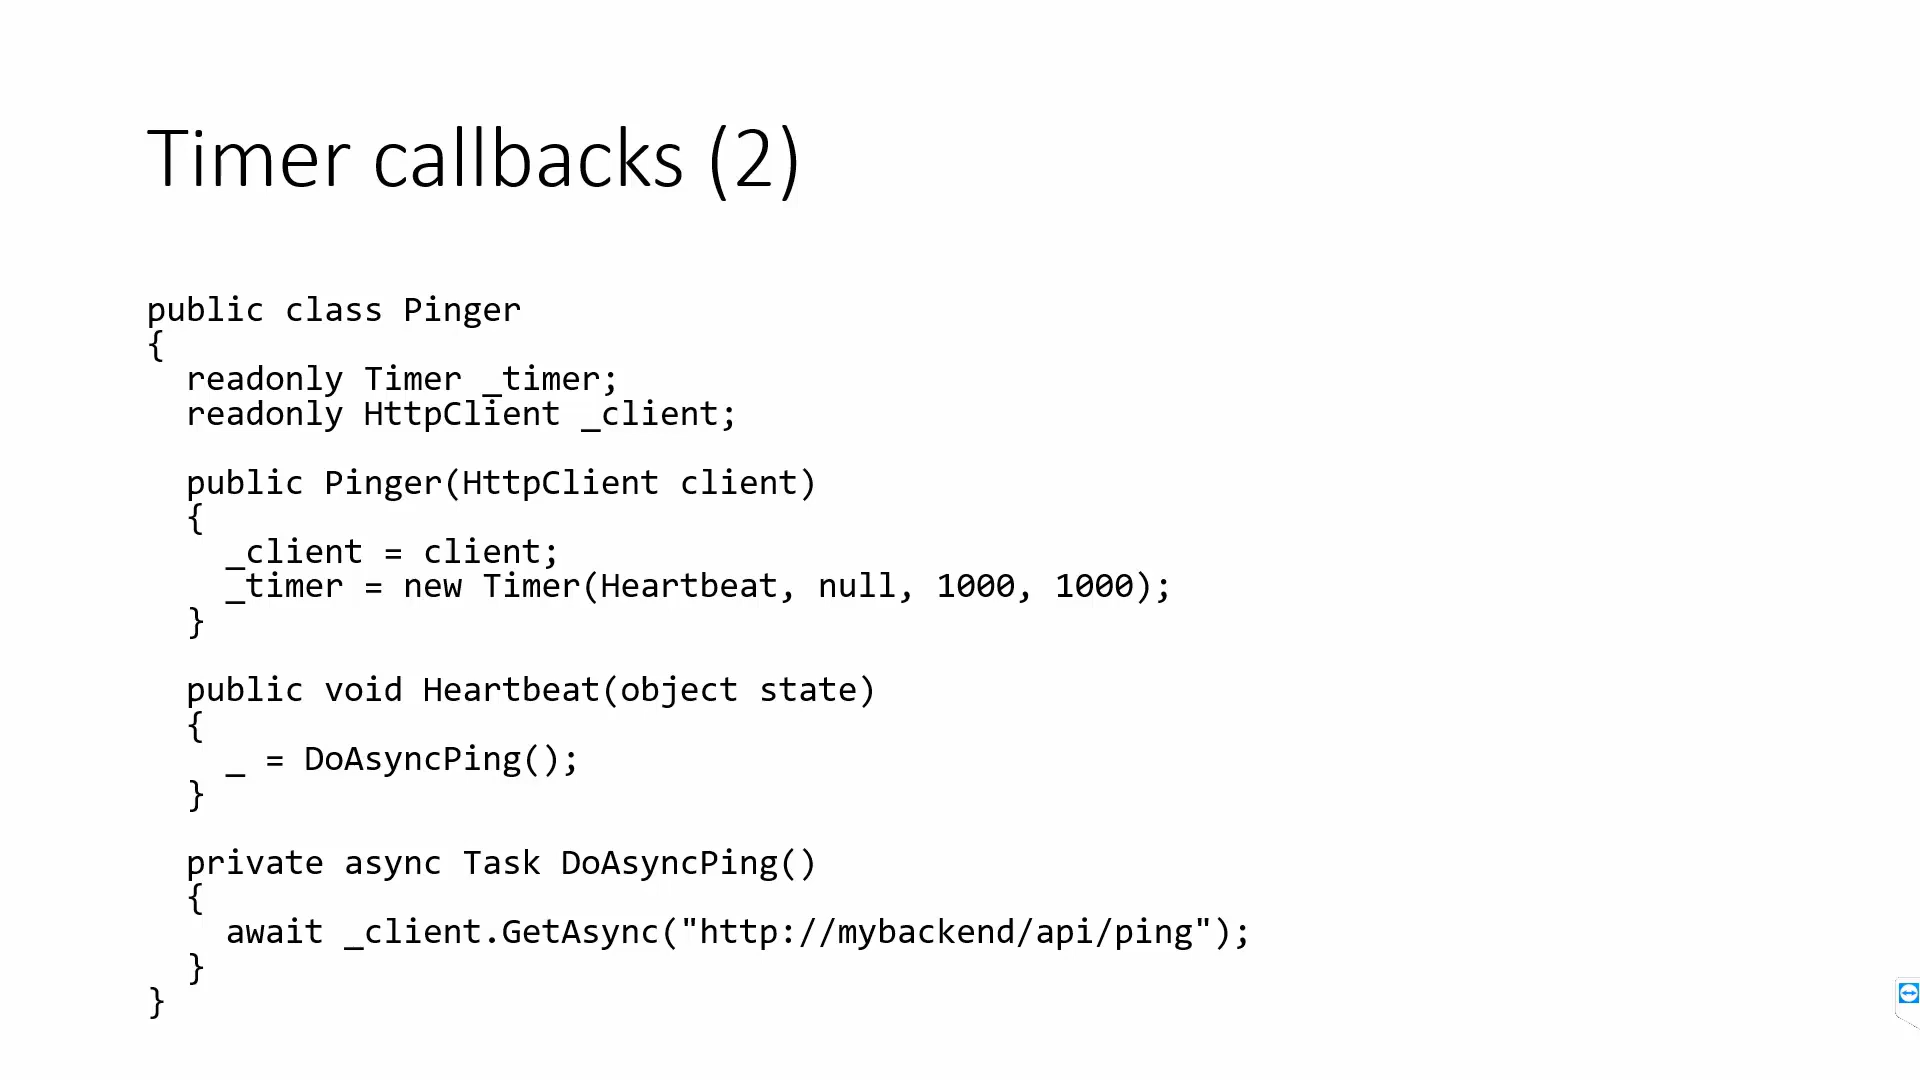 Timer callbacks (2)
public class Pinger
{
  readonly Timer _timer;
  readonly HttpClient _client;

  public Pinger(HttpClient client)
  {
    _client = client;
    _timer = new Timer(Heartbeat, null, 1000, 1000);
  }

  public void Heartbeat(object state)
  {
    _ = DoAsyncPing();
  }

  private async Task DoAsyncPing()
  {
    await _client.GetAsync("http://mybackend/api/ping");
  }
}